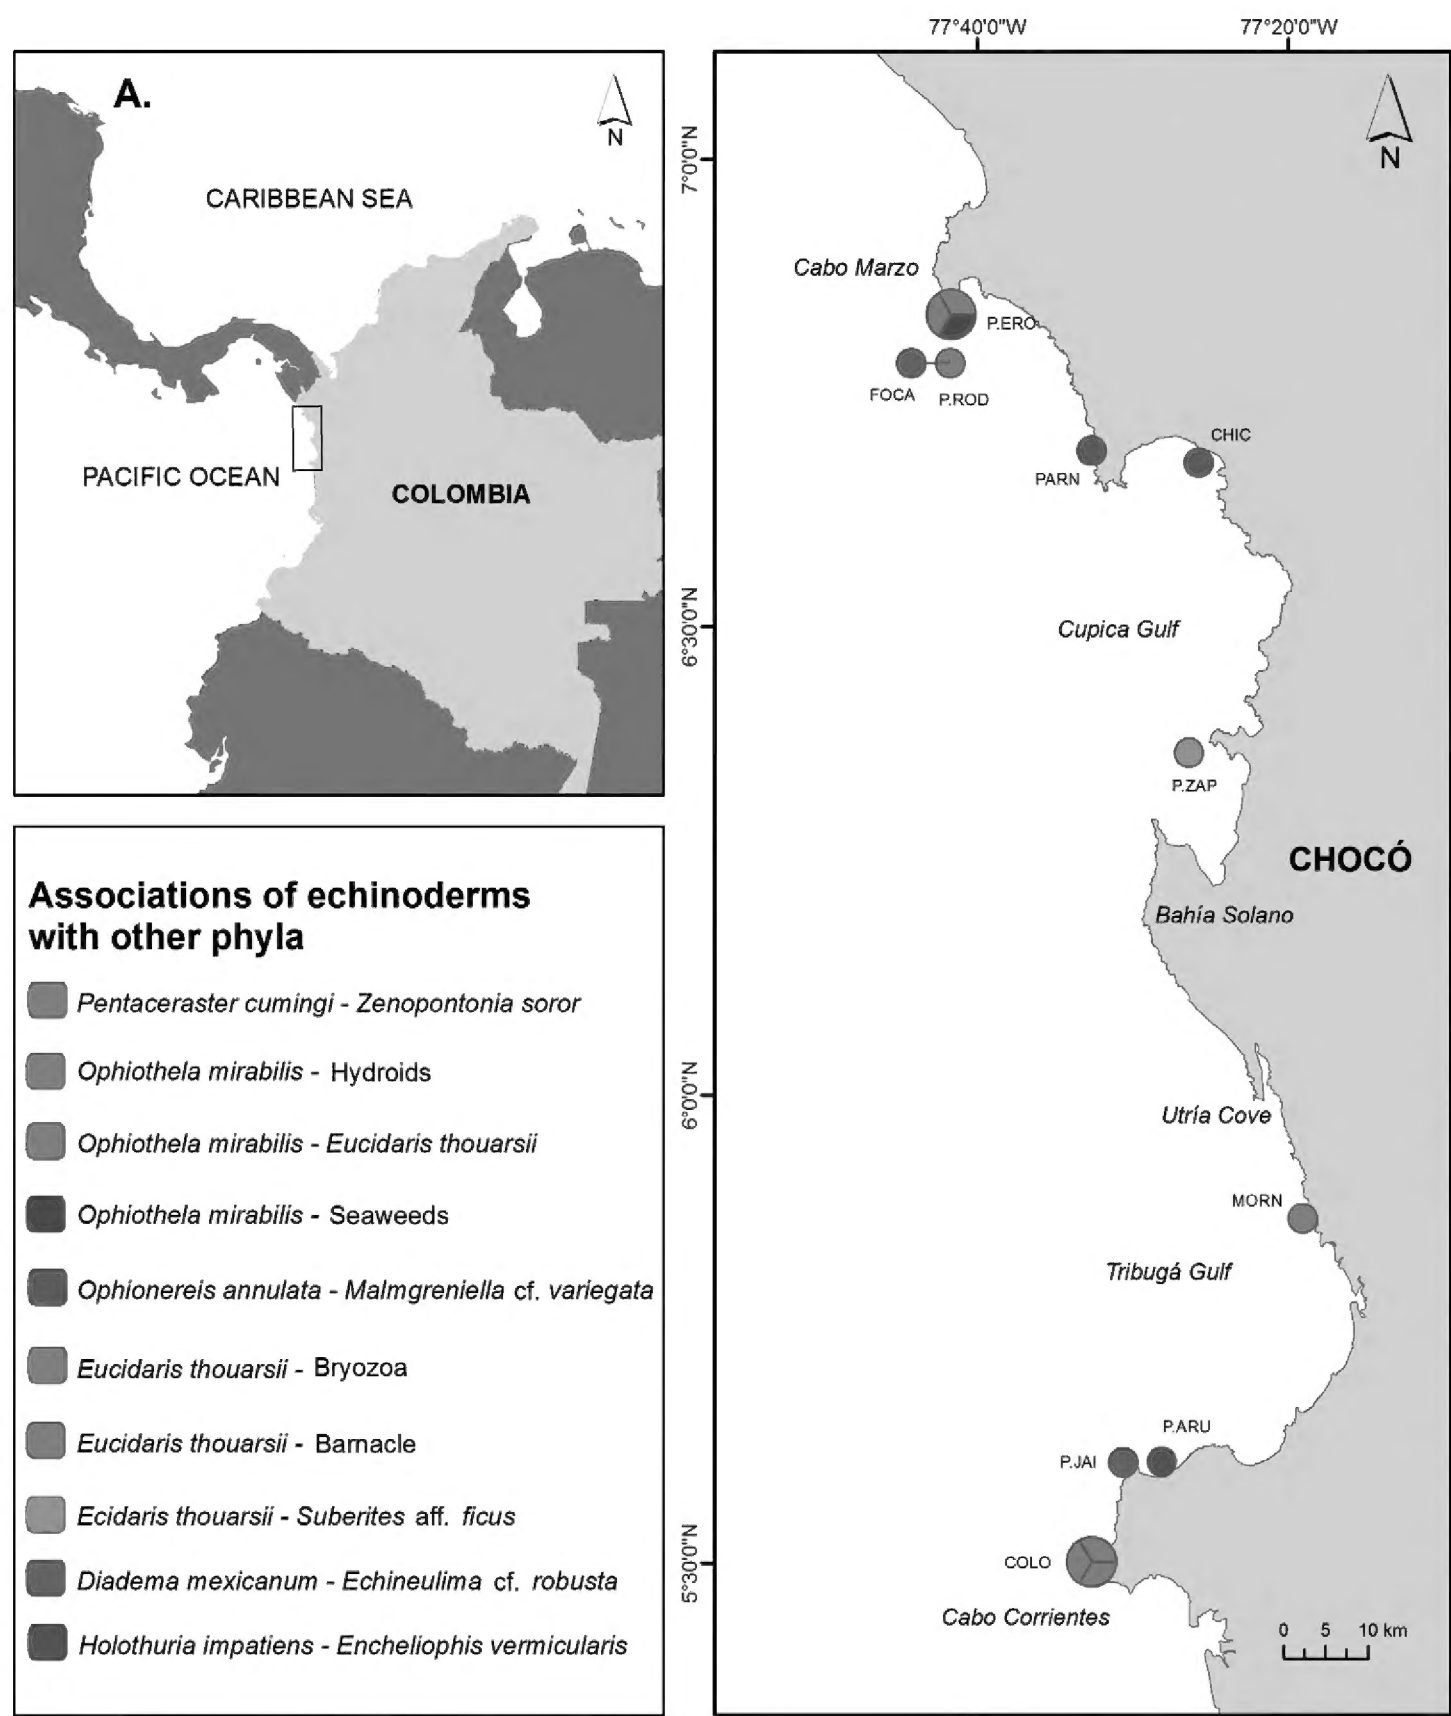 A.
N
CARIBBEAN SEA
PACIFIC OCEAN
COLOMBIA
Associations of echinoderms
with other phyla
Pentaceraster cumingi - Zenopontonia soror
Ophiothela mirabilis - Hydroids
Ophiothela mirabilis - Eucidaris thouarsii
Ophiothela mirabilis - Seaweeds
Ophionereis annulata - Malmgreniella cf. variegata
Eucidaris thouarsii - Bryozoa
Eucidaris thouarsii - Barnacle
Ecidaris thouarsii - Suberites aff. ficus
Diadema mexicanum - Echineulima cf. robusta
Holothuria impatiens - Encheliophis vermicularis
77°40'0"W
77°20'0"W
7°0'0"N
6°30'0"N
6°0'0"N
5°30'0"N
N
Cabo Marzo
P.ERO
FOCA
P.ROD
PARN
CHIC
Cupica Gulf
P.ZAP
CHOCÓ
Bahía Solano
Utría Cove
MORN
Tribugá Gulf
P.ARU
P.JAI
COLO
Cabo Corrientes
0 5 10 km